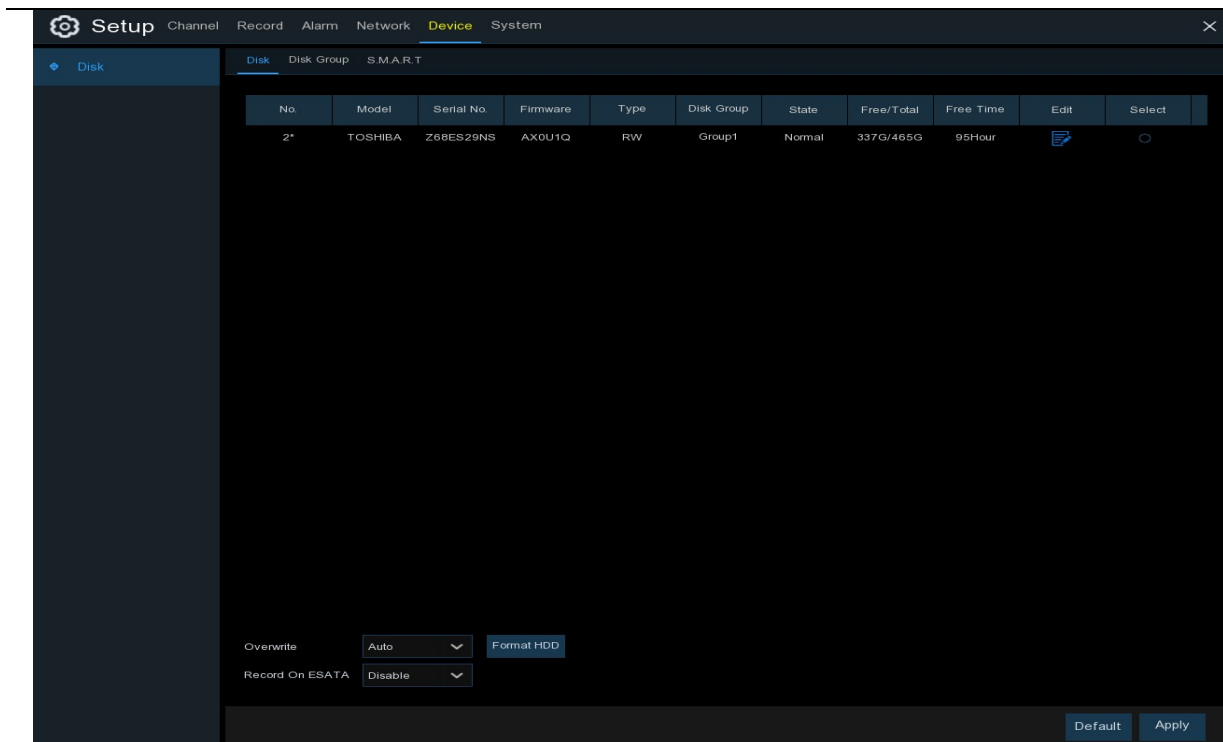 Setup Channel Record Alarm Network Device System
Disk
Disk Disk Group S.M.A.R.T
No. Model Serial No. Firmware Type Disk Group State Free/Total Free Time Edit Select
2* TOSHIBA Z68ES29NS AX0U1Q RW Group1 Normal 337G/465G 95Hour
Overwrite Auto Format HDD
Record On ESATA Disable
Default Apply